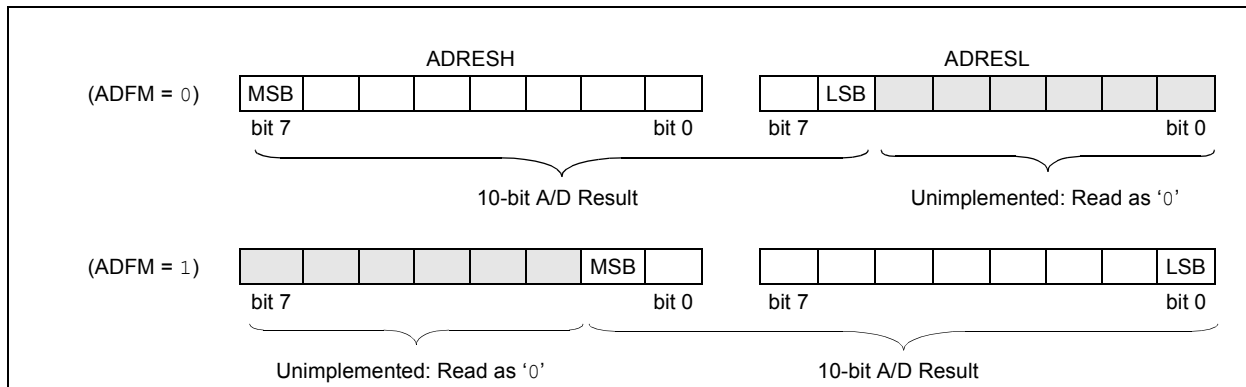 ADRESH ADRESL
(ADFM = 0) MSB LSB
bit 7 bit 0 bit 7 bit 0
10-bit A/D Result Unimplemented: Read as ‘0’
(ADFM = 1) MSB LSB
bit 7 bit 0 bit 7 bit 0
Unimplemented: Read as ‘0’ 10-bit A/D Result